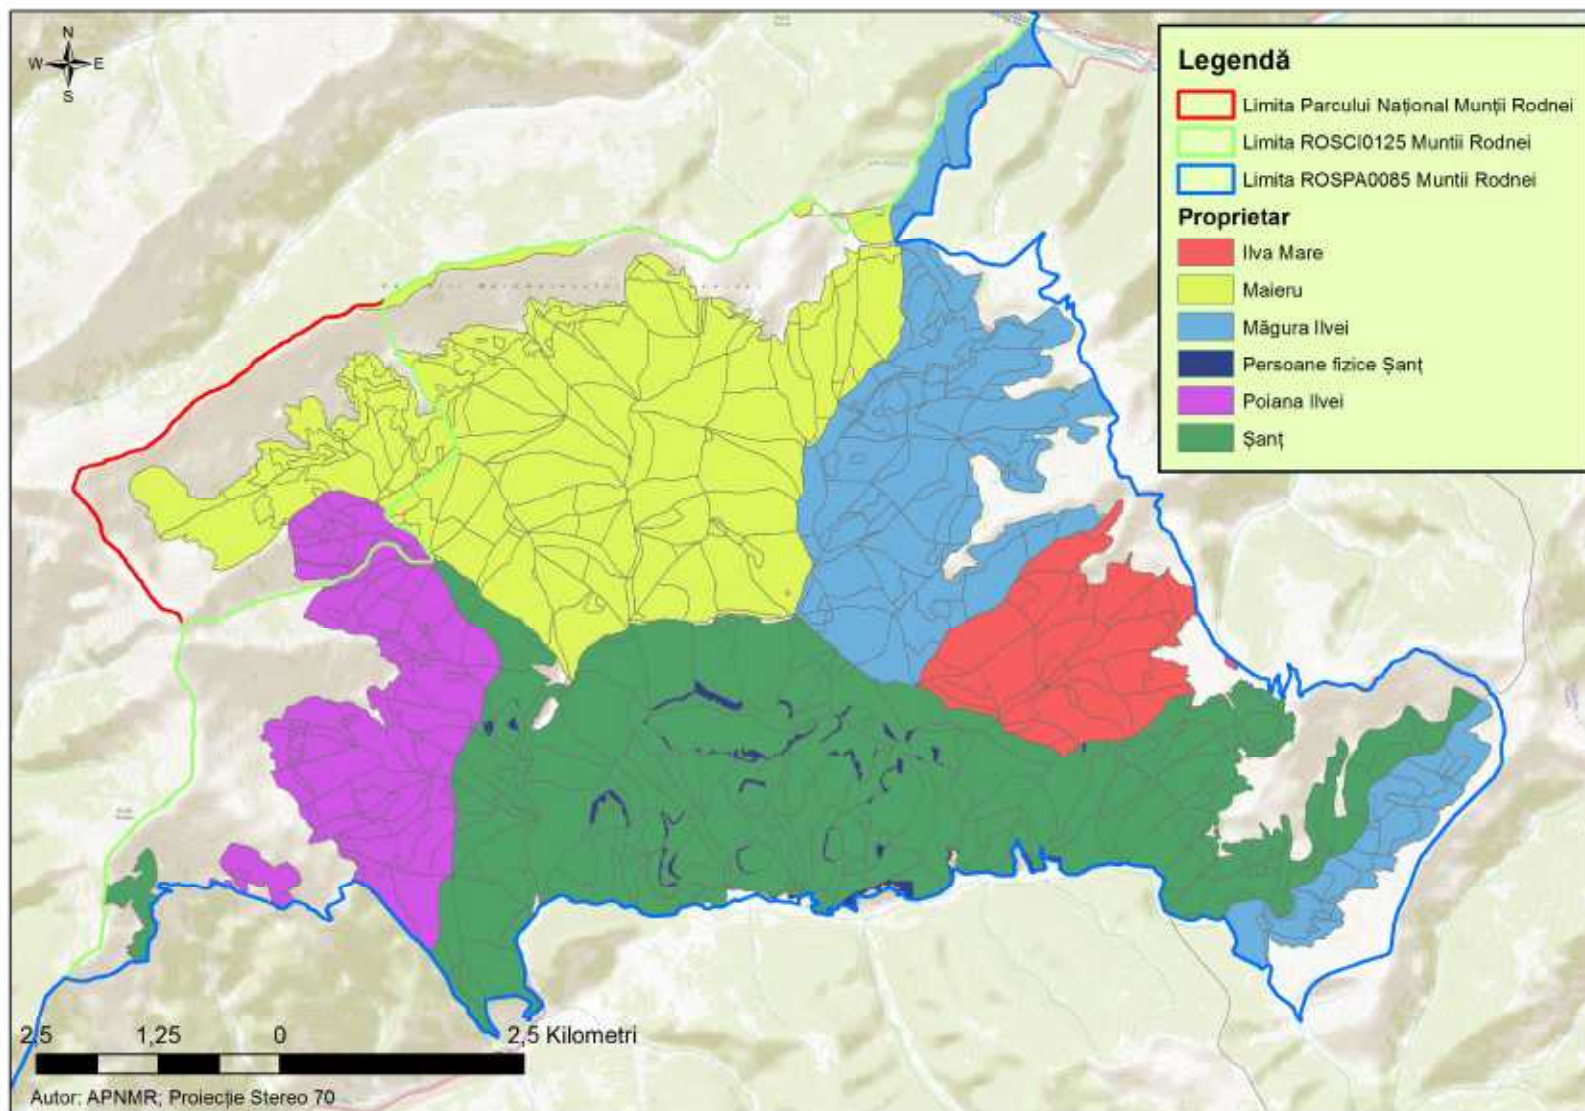 N
W E
S
Legendă
Limita Parcului Național Munții Rodnei
Limita ROSCI0125 Muntii Rodnei
Limita ROSPA0085 Muntii Rodnei
Proprietar
Ilva Mare
Maieru
Măgura Ilvei
Persoane fizice Șanț
Poiana Ilvei
Șanț
2,5 1,25 0 2,5 Kilometri
Autor: APNMR; Proiecție Stereo 70